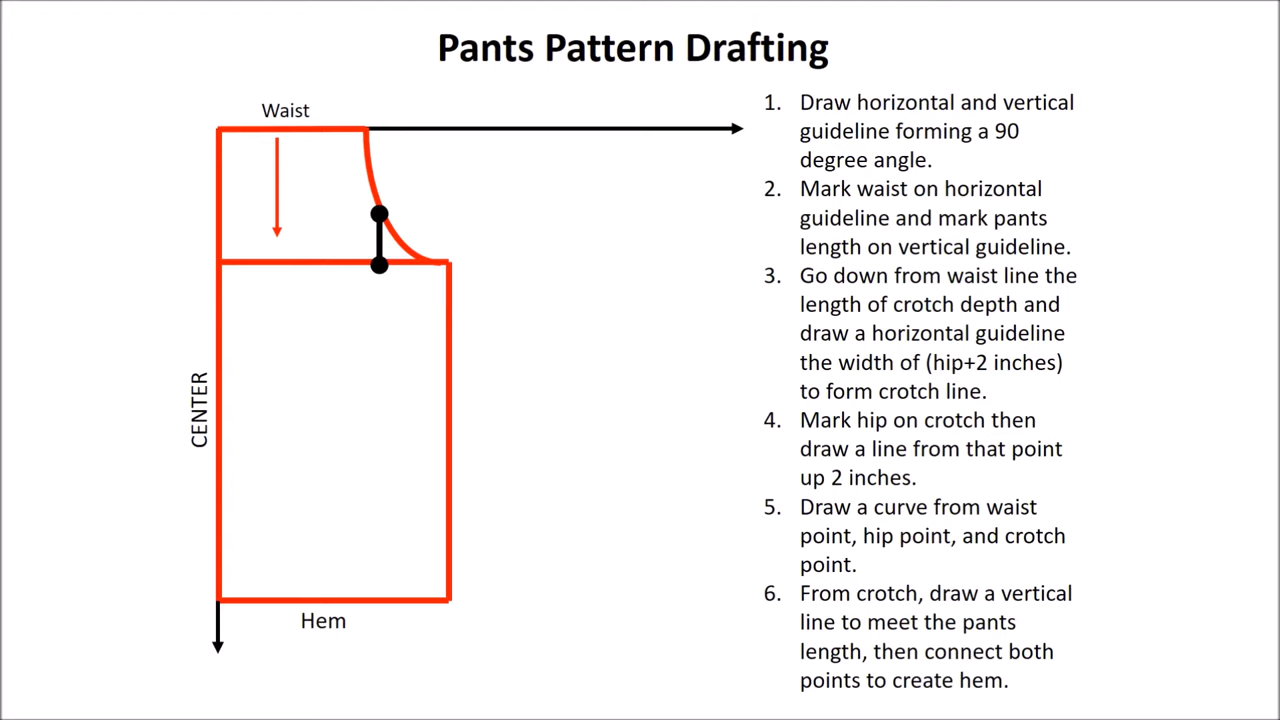 Pants Pattern Drafting
Waist
CENTER
Hem
1. Draw horizontal and vertical
guideline forming a 90
degree angle.
2. Mark waist on horizontal
guideline and mark pants
length on vertical guideline.
3. Go down from waist line the
length of crotch depth and
draw a horizontal guideline
the width of (hip+2 inches)
to form crotch line.
4. Mark hip on crotch then
draw a line from that point
up 2 inches.
5. Draw a curve from waist
point, hip point, and crotch
point.
6. From crotch, draw a vertical
line to meet the pants
length, then connect both
points to create hem.